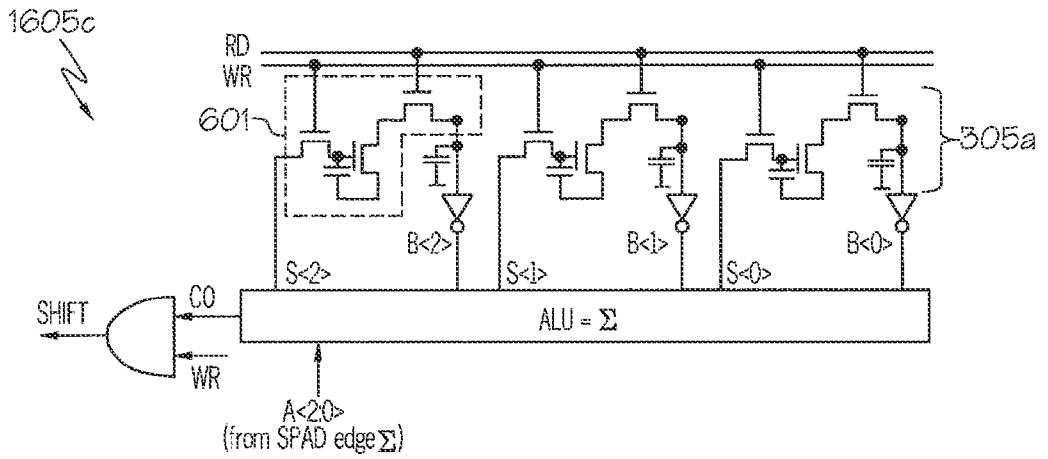 1605c
RD
WR
601
305a
B<2>
B<1>
B<0>
S<2>
S<1>
S<0>
SHIFT
CO
ALU = Σ
WR
A<2:0>
(from SPAD edge Σ)